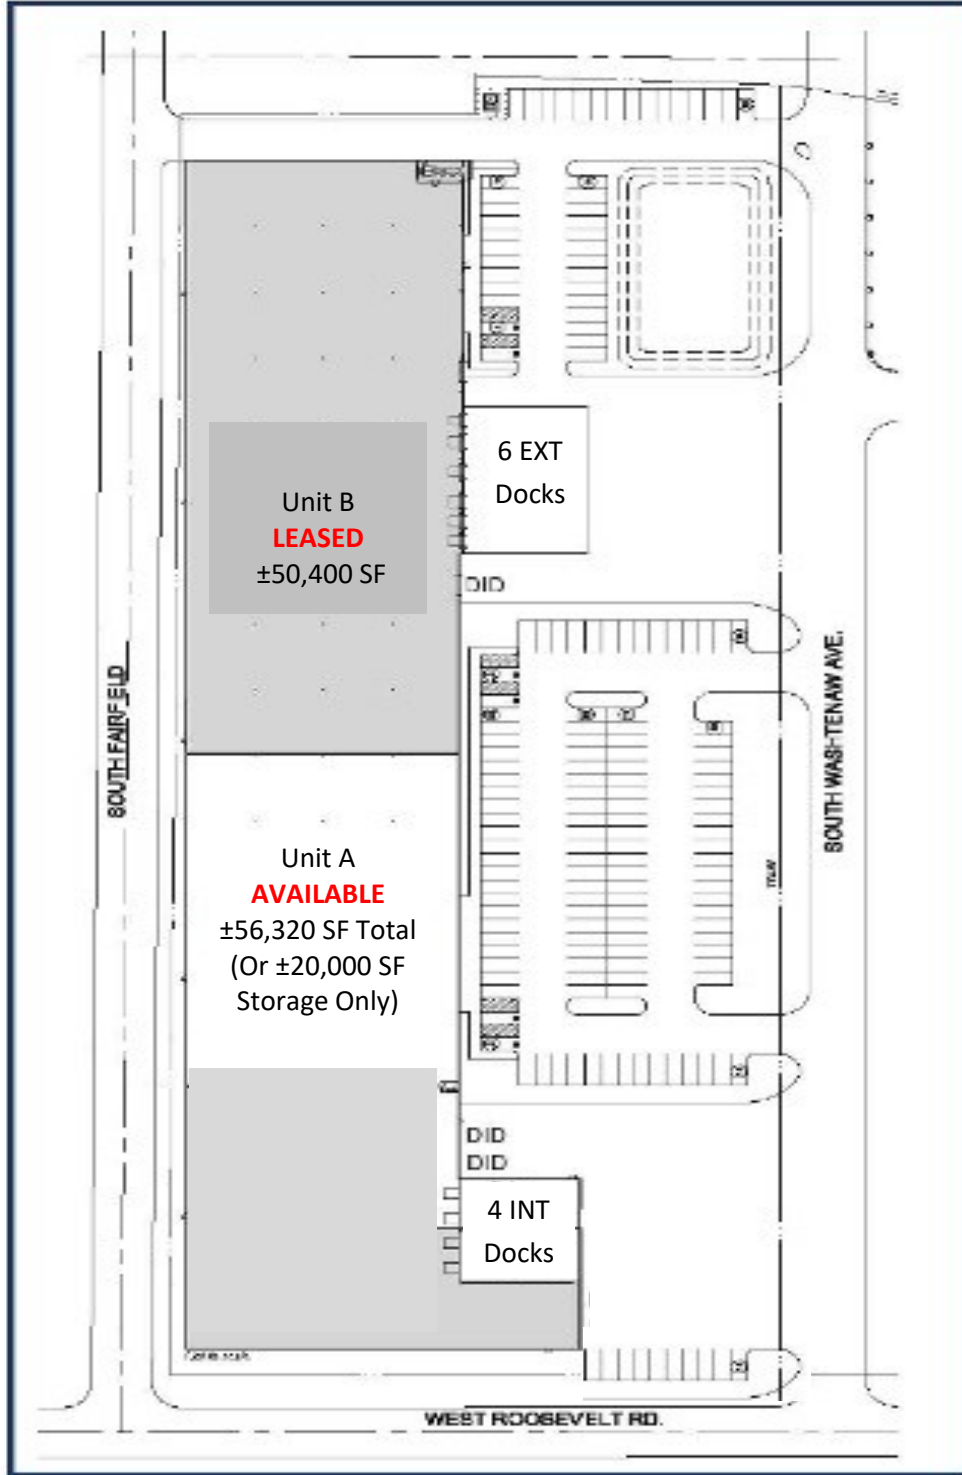 6 EXT
Docks
Unit B
LEASED
±50,400 SF
DID
SOUTH FAIRFIELD
SOUTH WASHTENAW AVE.
Unit A
AVAILABLE
±56,320 SF Total
(Or ±20,000 SF
Storage Only)
DID
DID
4 INT
Docks
WEST ROOSEVELT RD.